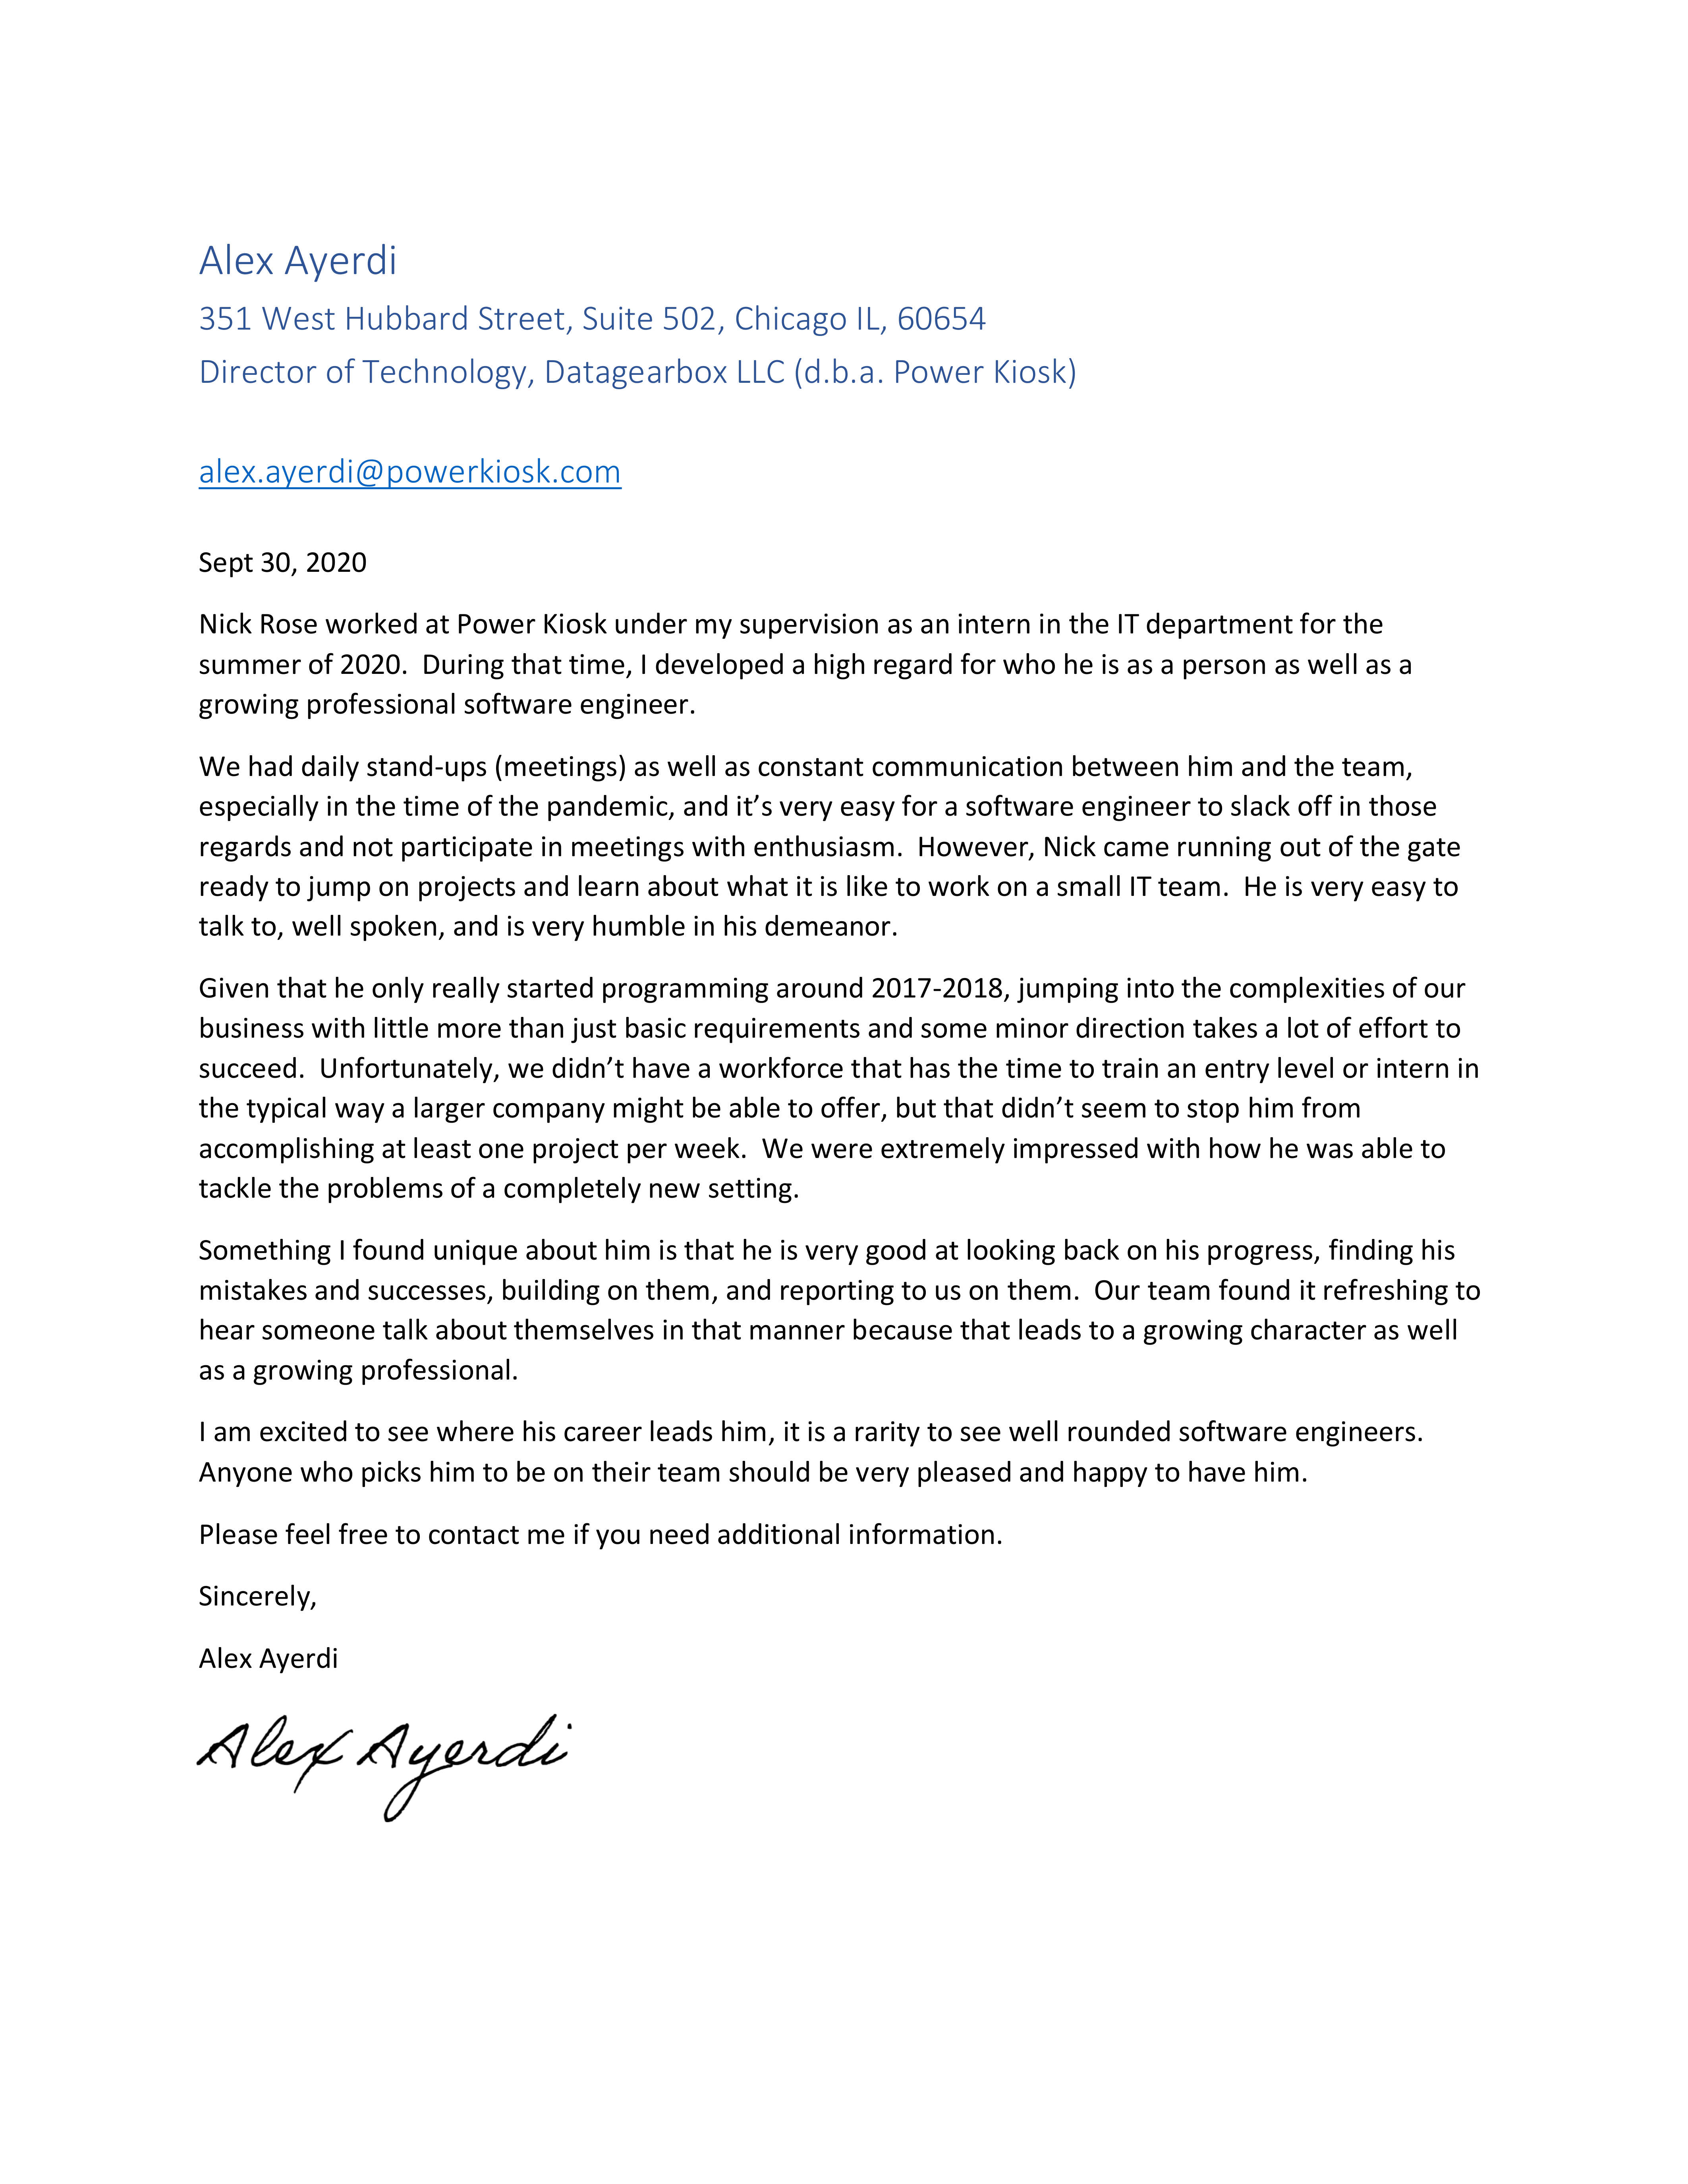 Alex Ayerdi
351 West Hubbard Street, Suite 502, Chicago IL, 60654
Director of Technology, Datagearbox LLC (d.b.a. Power Kiosk)
alex.ayerdi@powerkiosk.com
Sept 30, 2020
Nick Rose worked at Power Kiosk under my supervision as an intern in the IT department for the
summer of 2020.  During that time, I developed a high regard for who he is as a person as well as a
growing professional software engineer.
We had daily stand-ups (meetings) as well as constant communication between him and the team,
especially in the time of the pandemic, and it’s very easy for a software engineer to slack off in those
regards and not participate in meetings with enthusiasm.  However, Nick came running out of the gate
ready to jump on projects and learn about what it is like to work on a small IT team.  He is very easy to
talk to, well spoken, and is very humble in his demeanor.
Given that he only really started programming around 2017-2018, jumping into the complexities of our
business with little more than just basic requirements and some minor direction takes a lot of effort to
succeed.  Unfortunately, we didn’t have a workforce that has the time to train an entry level or intern in
the typical way a larger company might be able to offer, but that didn’t seem to stop him from
accomplishing at least one project per week.  We were extremely impressed with how he was able to
tackle the problems of a completely new setting.
Something I found unique about him is that he is very good at looking back on his progress, finding his
mistakes and successes, building on them, and reporting to us on them.  Our team found it refreshing to
hear someone talk about themselves in that manner because that leads to a growing character as well
as a growing professional.
I am excited to see where his career leads him, it is a rarity to see well rounded software engineers.
Anyone who picks him to be on their team should be very pleased and happy to have him.
Please feel free to contact me if you need additional information.
Sincerely,
Alex Ayerdi
Alex Ayerdi